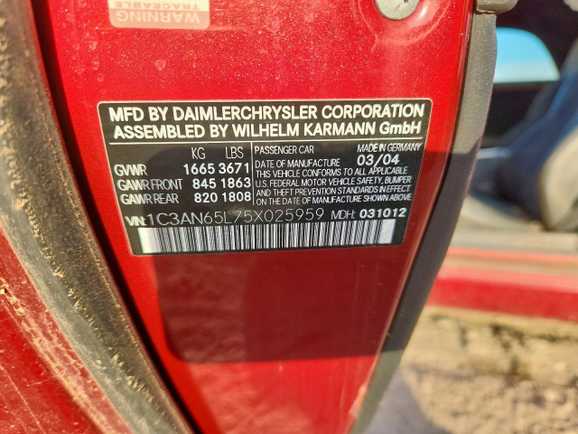 WARNING
TRACEABLE
MFD BY DAIMLERCHRYSLER CORPORATION
ASSEMBLED BY WILHELM KARMANN GmbH
KG LBS
GVWR 1665 3671
GAWR FRONT 845 1863
GAWR REAR 820 1808
PASSENGER CAR MADE IN GERMANY
DATE OF MANUFACTURE 03/04
THIS VEHICLE CONFORMS TO ALL APPLICABLE
U.S. FEDERAL MOTOR VEHICLE SAFETY, BUMPER
AND THEFT PREVENTION STANDARDS IN EFFECT
ON DATE OF MANUFACTURE SHOWN ABOVE.
VIN: 1C3AN65L75X025959 MDH: 031012